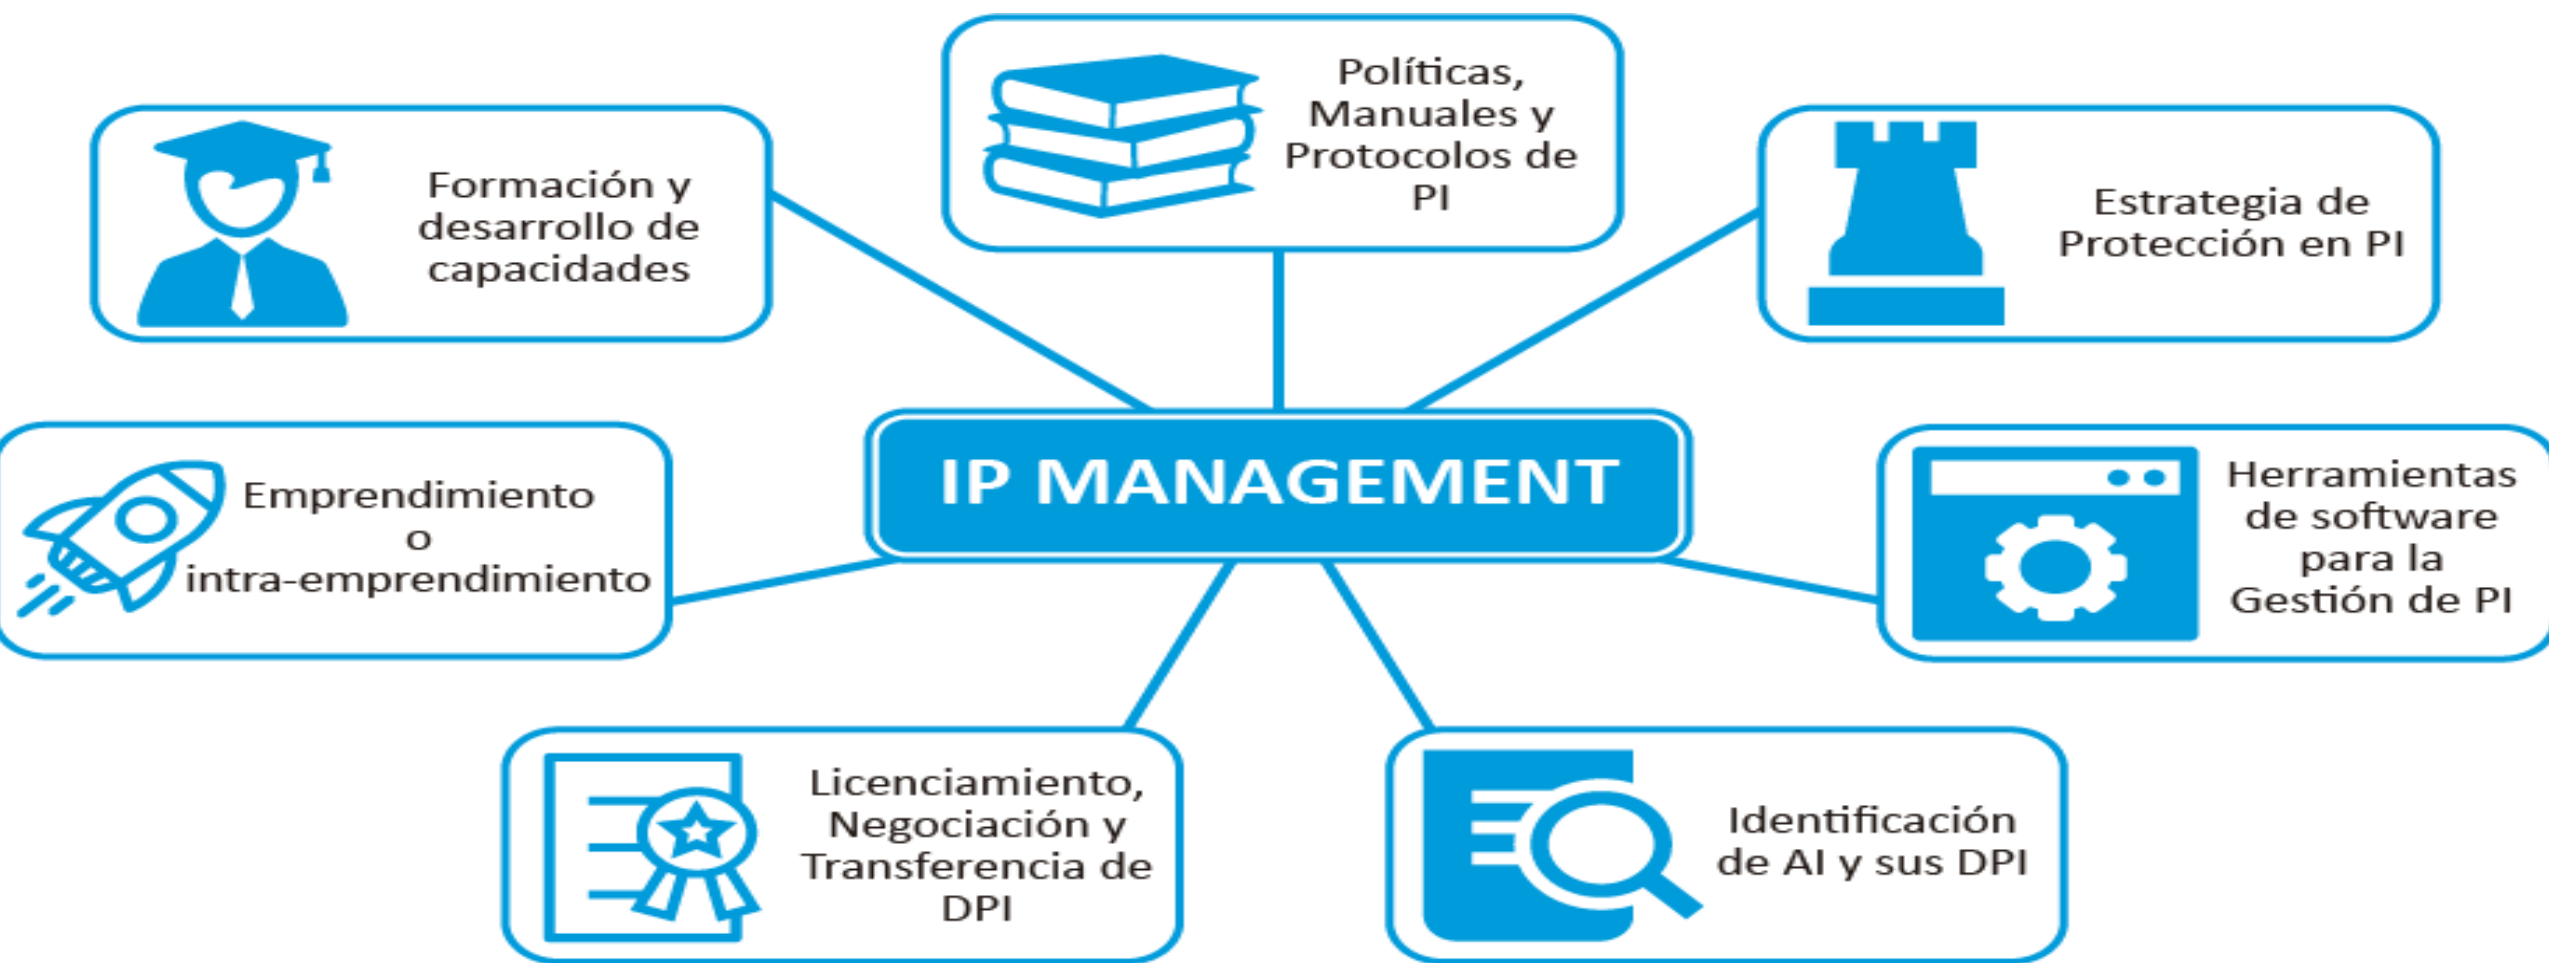 Políticas,
Manuales y
Protocolos de
PI
Formación y
desarrollo de
capacidades
Estrategia de
Protección en PI
IP MANAGEMENT
Emprendimiento
o
intra-emprendimiento
Herramientas
de software
para la
Gestión de PI
Licenciamiento,
Negociación y
Transferencia de
DPI
Identificación
de AI y sus DPI